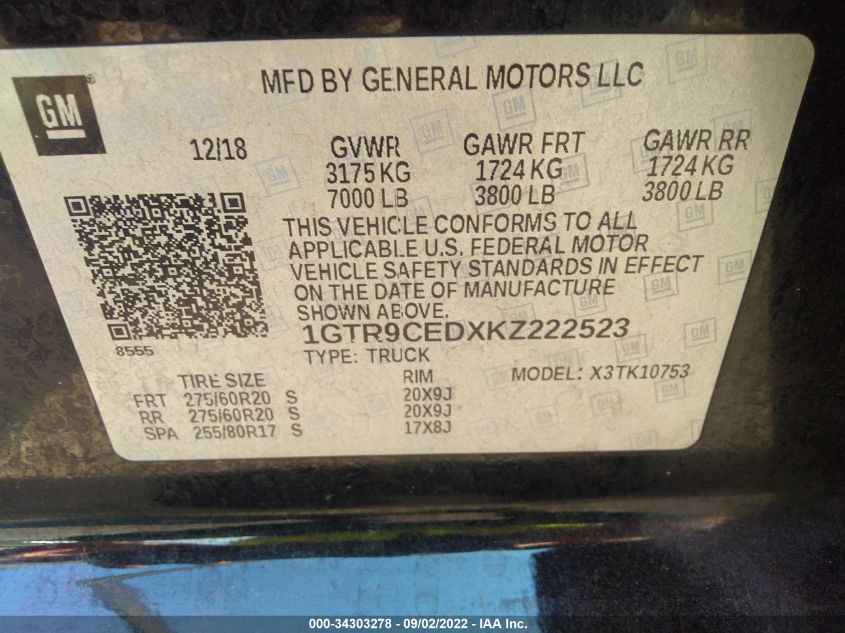 GM
MFD BY GENERAL MOTORS LLC
12/18 GVWR GAWR FRT GAWR RR
3175 KG 1724 KG 1724 KG
7000 LB 3800 LB 3800 LB
THIS VEHICLE CONFORMS TO ALL
APPLICABLE U.S. FEDERAL MOTOR
VEHICLE SAFETY STANDARDS IN EFFECT
ON THE DATE OF MANUFACTURE
SHOWN ABOVE.
8555
1GTR9CEDXKZ222523
TYPE: TRUCK
TIRE SIZE RIM MODEL: X3TK10753
FRT 275/60R20 S 20X9J
RR 275/60R20 S 20X9J
SPA 255/80R17 S 17X8J
000-34303278 - 09/02/2022 - IAA Inc.